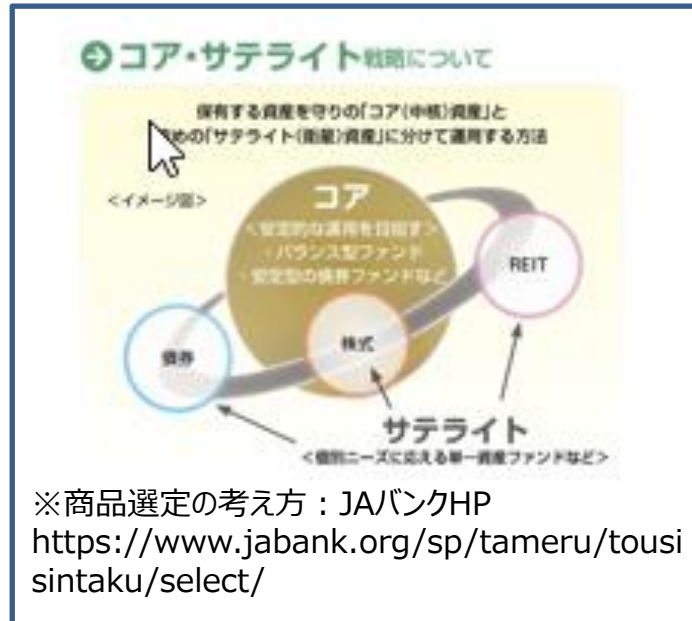 コア・サテライト戦略について
保有する資産を守りの「コア(中核)資産」と
めの「サテライト(衛星)資産」に分けて運用する方法
<イメージ図>
コア
<安定的な運用を目指す>
・バランス型ファンド
・安定型の債券ファンドなど
REIT
債券
株式
サテライト
<個別ニーズに応える単一資産ファンドなど>
※商品選定の考え方：JAバンクHP
https://www.jabank.org/sp/tameru/tousi
sintaku/select/